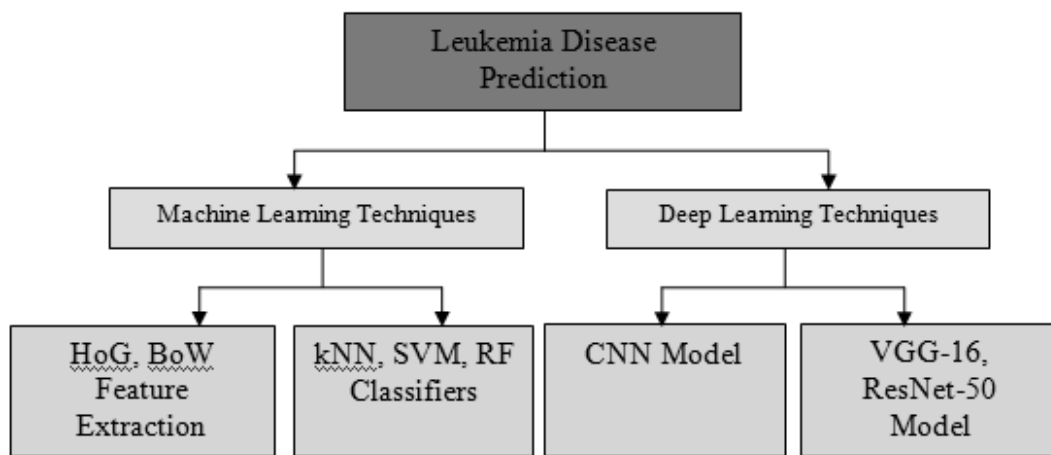 Leukemia Disease
Prediction
Machine Learning Techniques
Deep Learning Techniques
HoG, BoW
Feature
Extraction
kNN, SVM, RF
Classifiers
CNN Model
VGG-16,
ResNet-50
Model